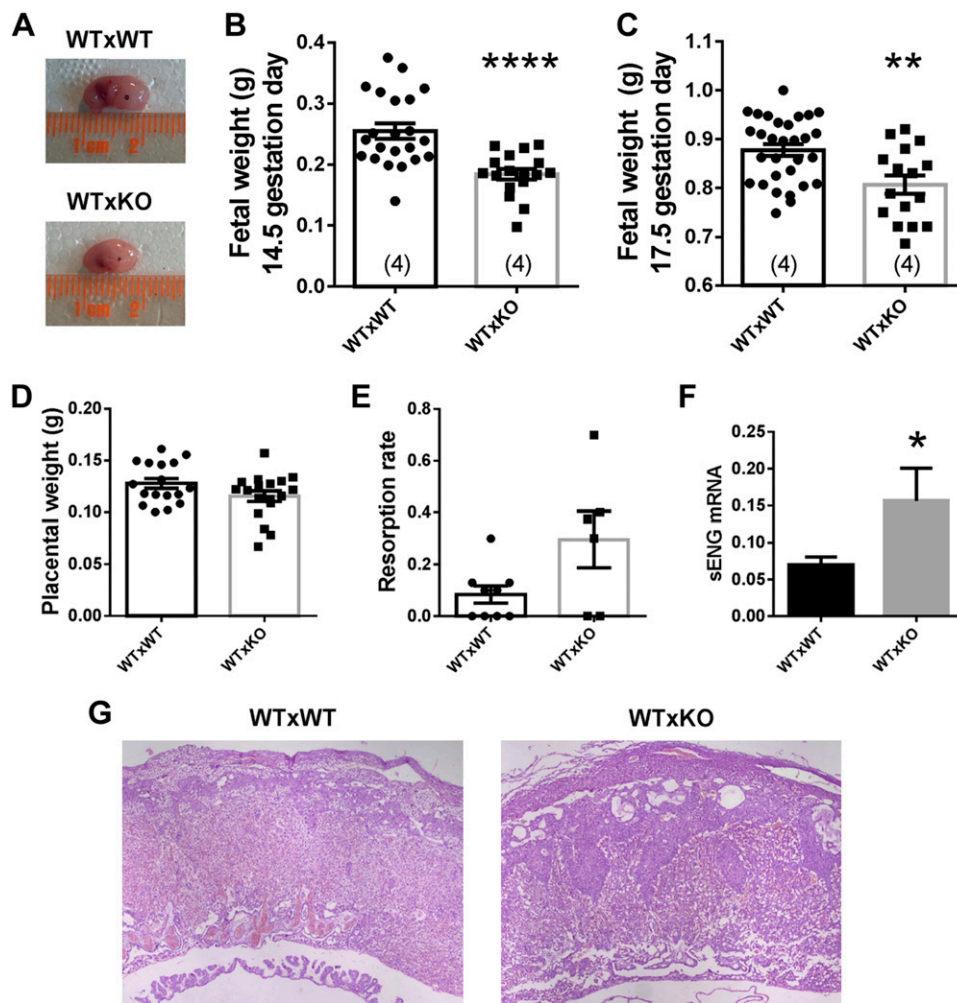 A
WTxWT
1 cm 2
WTxKO
1 cm 2
B
Fetal weight (g)
14.5 gestation day
0.4
0.3
0.2
0.1
0.0
****
(4)
(4)
WTxWT
WTxKO
C
Fetal weight (g)
17.5 gestation day
1.1
1.0
0.9
0.8
0.7
0.6
**
(4)
(4)
WTxWT
WTxKO
D
Placental weight (g)
0.20
0.15
0.10
0.05
0.00
WTxWT
WTxKO
E
Resorption rate
0.8
0.6
0.4
0.2
0.0
WTxWT
WTxKO
F
sENG mRNA
0.25
0.20
0.15
0.10
0.05
0.00
*
WTxWT
WTxKO
G
WTxWT
WTxKO